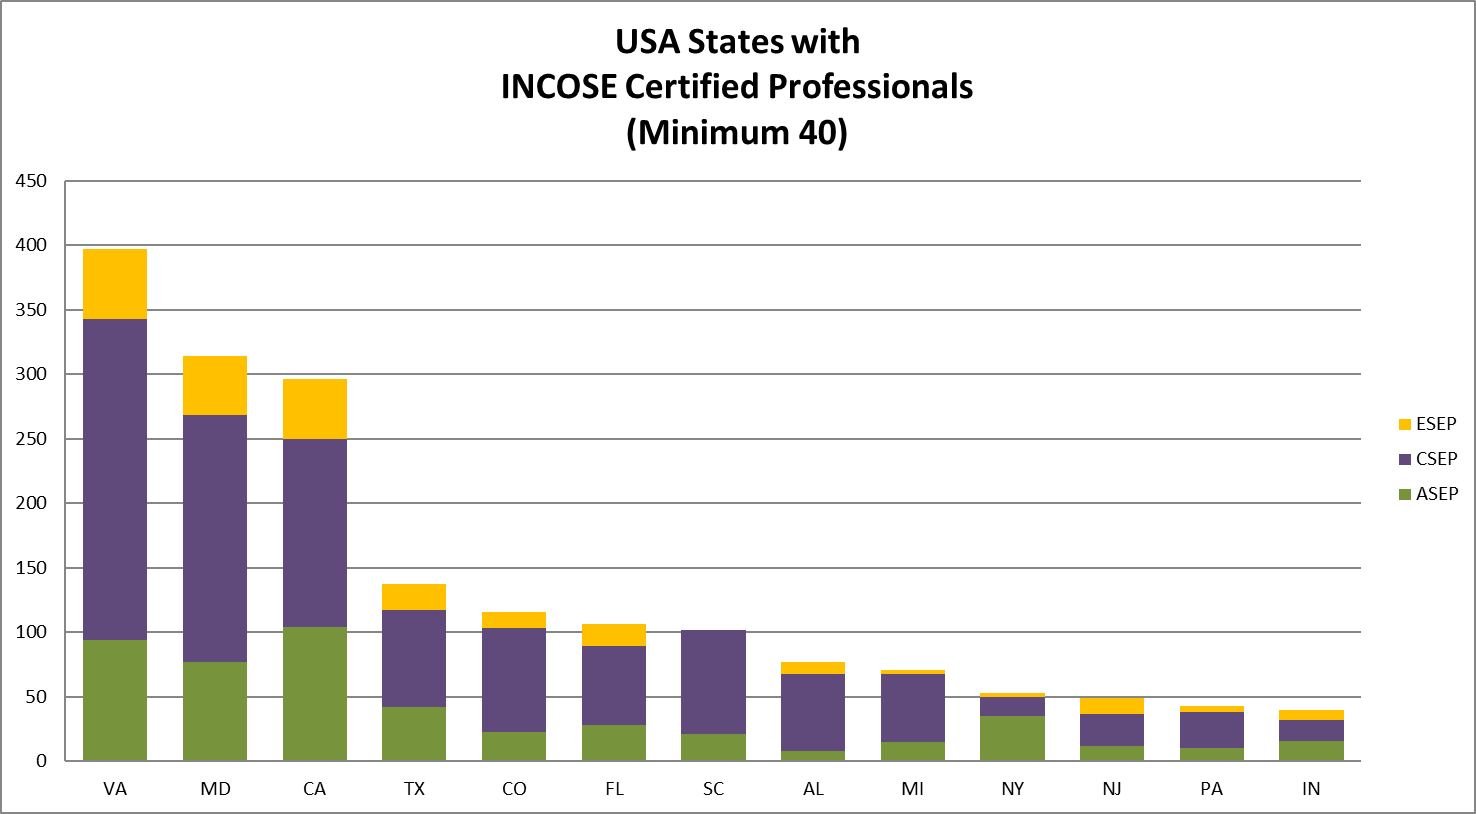 USA States with
INCOSE Certified Professionals
(Minimum 40)
450
400
350
300
250
200
150
100
50
0
ESEP
CSEP
ASEP
VA MD CA TX CO FL SC AL MI NY NJ PA IN